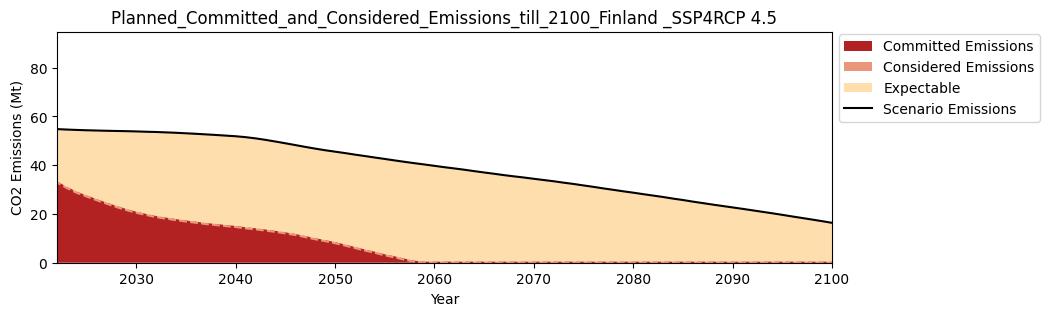 Planned_Committed_and_Considered_Emissions_till_2100_Finland _SSP4RCP 4.5
Committed Emissions
Considered Emissions
Expectable
Scenario Emissions
CO2 Emissions (Mt)
80
60
40
20
0
2030 2040 2050 2060 2070 2080 2090 2100
Year